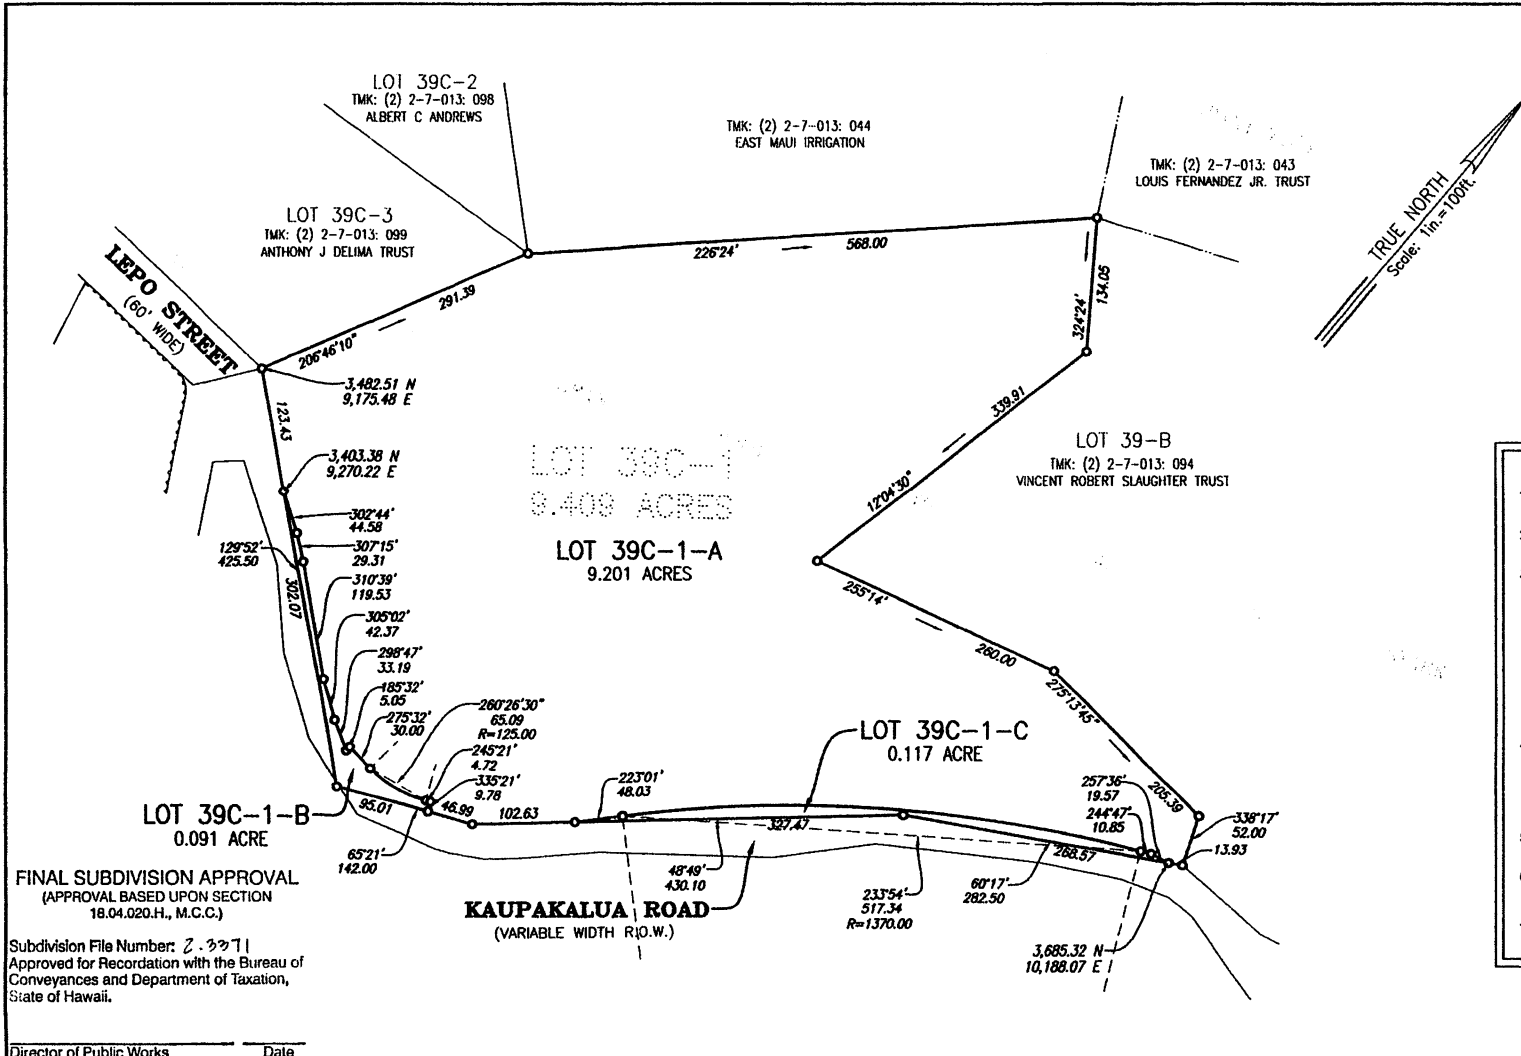 LOT 39C-2
TMK: (2) 2-7-013: 098
ALBERT C ANDREWS
TMK: (2) 2-7-013: 044
EAST MAUI IRRIGATION
TMK: (2) 2-7-013: 043
LOUIS FERNANDEZ JR. TRUST
TRUE NORTH
Scale: 1in.=100ft.
LOT 39C-3
TMK: (2) 2-7-013: 099
ANTHONY J DELIMA TRUST
LEPO STREET
(60' WIDE)
206°46'10"
291.39
226°24'
568.00
324°24'
134.05
3,482.51 N
9,175.48 E
123.43
339.91
12°04'30"
LOT 39-B
TMK: (2) 2-7-013: 094
VINCENT ROBERT SLAUGHTER TRUST
3,403.38 N
9,270.22 E
LOT 39C-1
9.409 ACRES
LOT 39C-1-A
9.201 ACRES
302°44'
44.58
129°52'
425.50
307°15'
29.31
302.07
310°39'
119.53
305°02'
42.37
298°47'
33.19
185°32'
5.05
275°32'
30.00
260°26'30"
65.09
R=125.00
245°21'
4.72
335°21'
9.78
255°14'
260.00
275°13'45"
205.39
LOT 39C-1-C
0.117 ACRE
257°36'
19.57
244°47'
10.85
338°17'
52.00
13.93
LOT 39C-1-B
0.091 ACRE
95.01
46.99
102.63
223°01'
48.03
327.47
268.57
65°21'
142.00
48°49'
430.10
233°54'
517.34
R=1370.00
60°17'
282.50
KAUPAKALUA ROAD
(VARIABLE WIDTH R.O.W.)
3,685.32 N
10,188.07 E
FINAL SUBDIVISION APPROVAL
(APPROVAL BASED UPON SECTION
18.04.020.H., M.C.C.)
Subdivision File Number: 2.3371
Approved for Recordation with the Bureau of
Conveyances and Department of Taxation,
State of Hawaii.
Director of Public Works Date